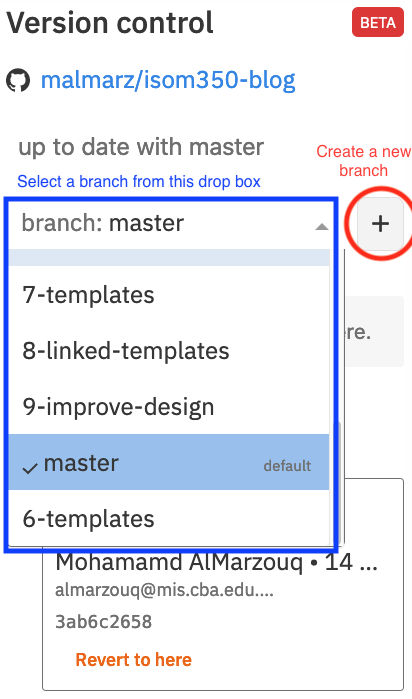 Version control
BETA
malmarz/isom350-blog
up to date with master
Create a new
branch
Select a branch from this drop box
branch: master
+
7-templates
8-linked-templates
9-improve-design
master
default
6-templates
re.
Mohamamd AlMarzouq • 14 ...
almarzouq@mis.cba.edu....
3ab6c2658
Revert to here